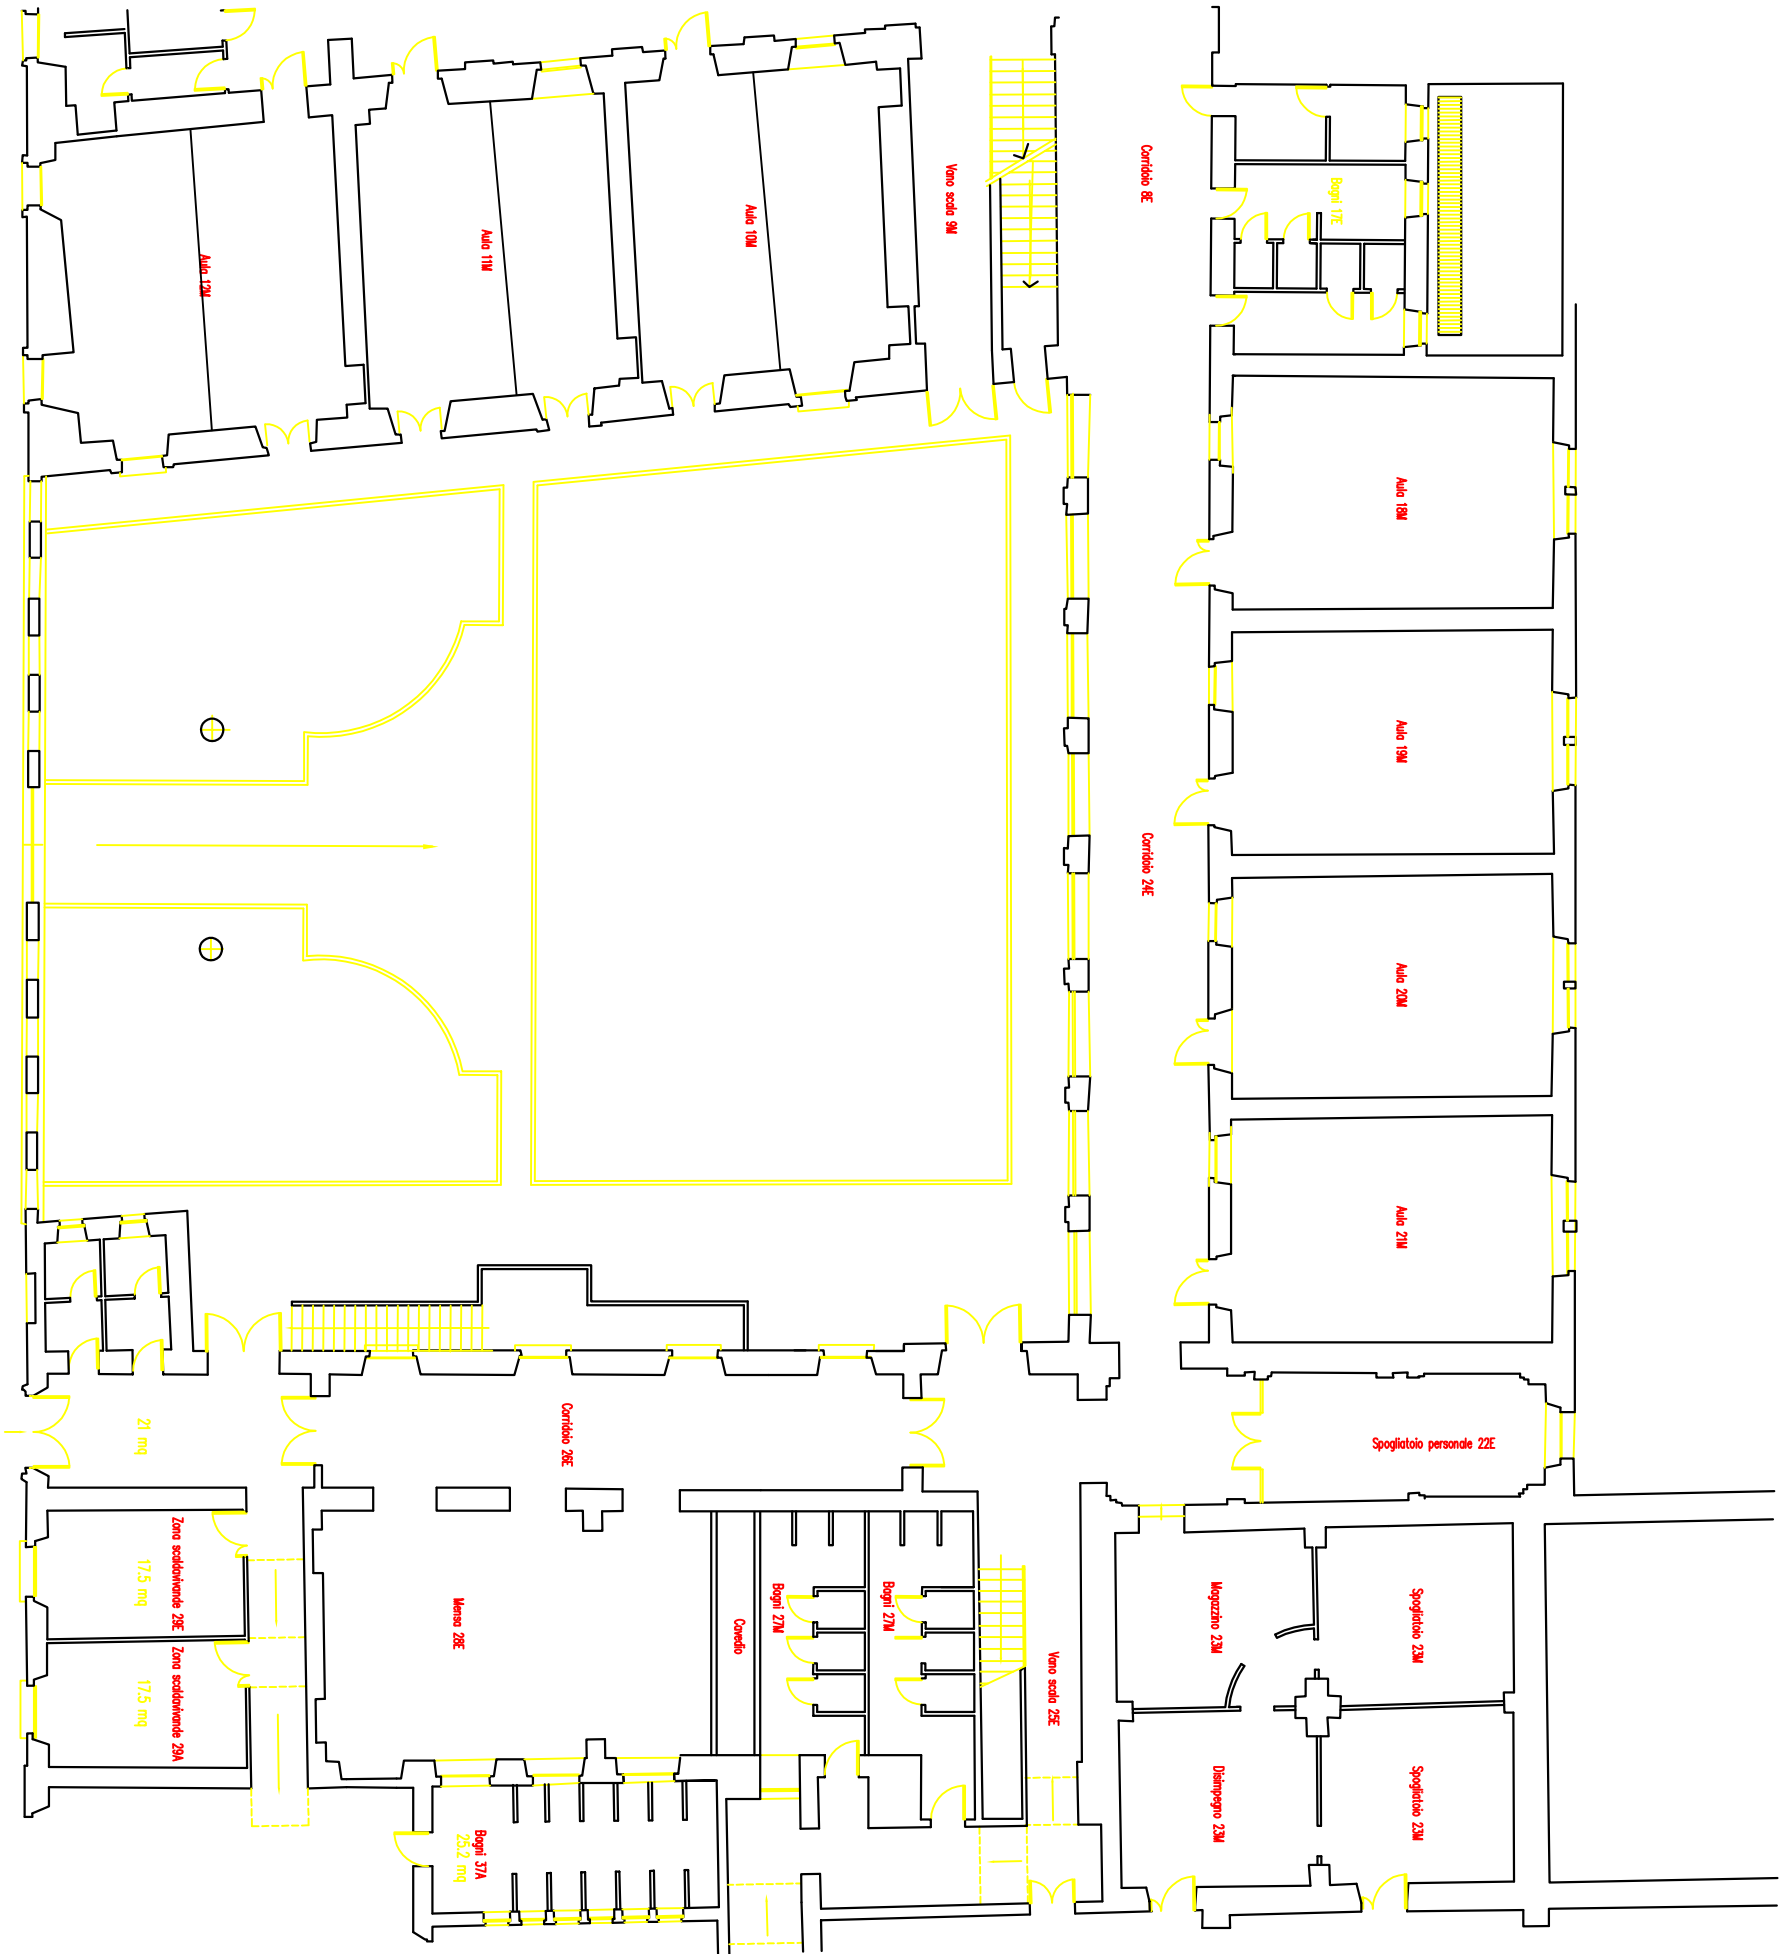 Corridoio 8E
Vano scala 9M
Bagni 17E
Aula 10M
Aula 11M
Aula 12M
Aula 18M
Aula 19M
Corridoio 24E
Aula 20M
Aula 21M
Corridoio 26E
21 mq
Spogliatoio personale 22E
Zona scaldavivande 29E
17.5 mq
Mensa 28E
Cavedio
Bagni 27M
Bagni 27M
Vano scala 25E
Magazzino 23M
Spogliatoio 23M
Zona scaldavivande 29A
17.5 mq
Disimpegno 23M
Spogliatoio 23M
Bagni 37A
25.2 mq